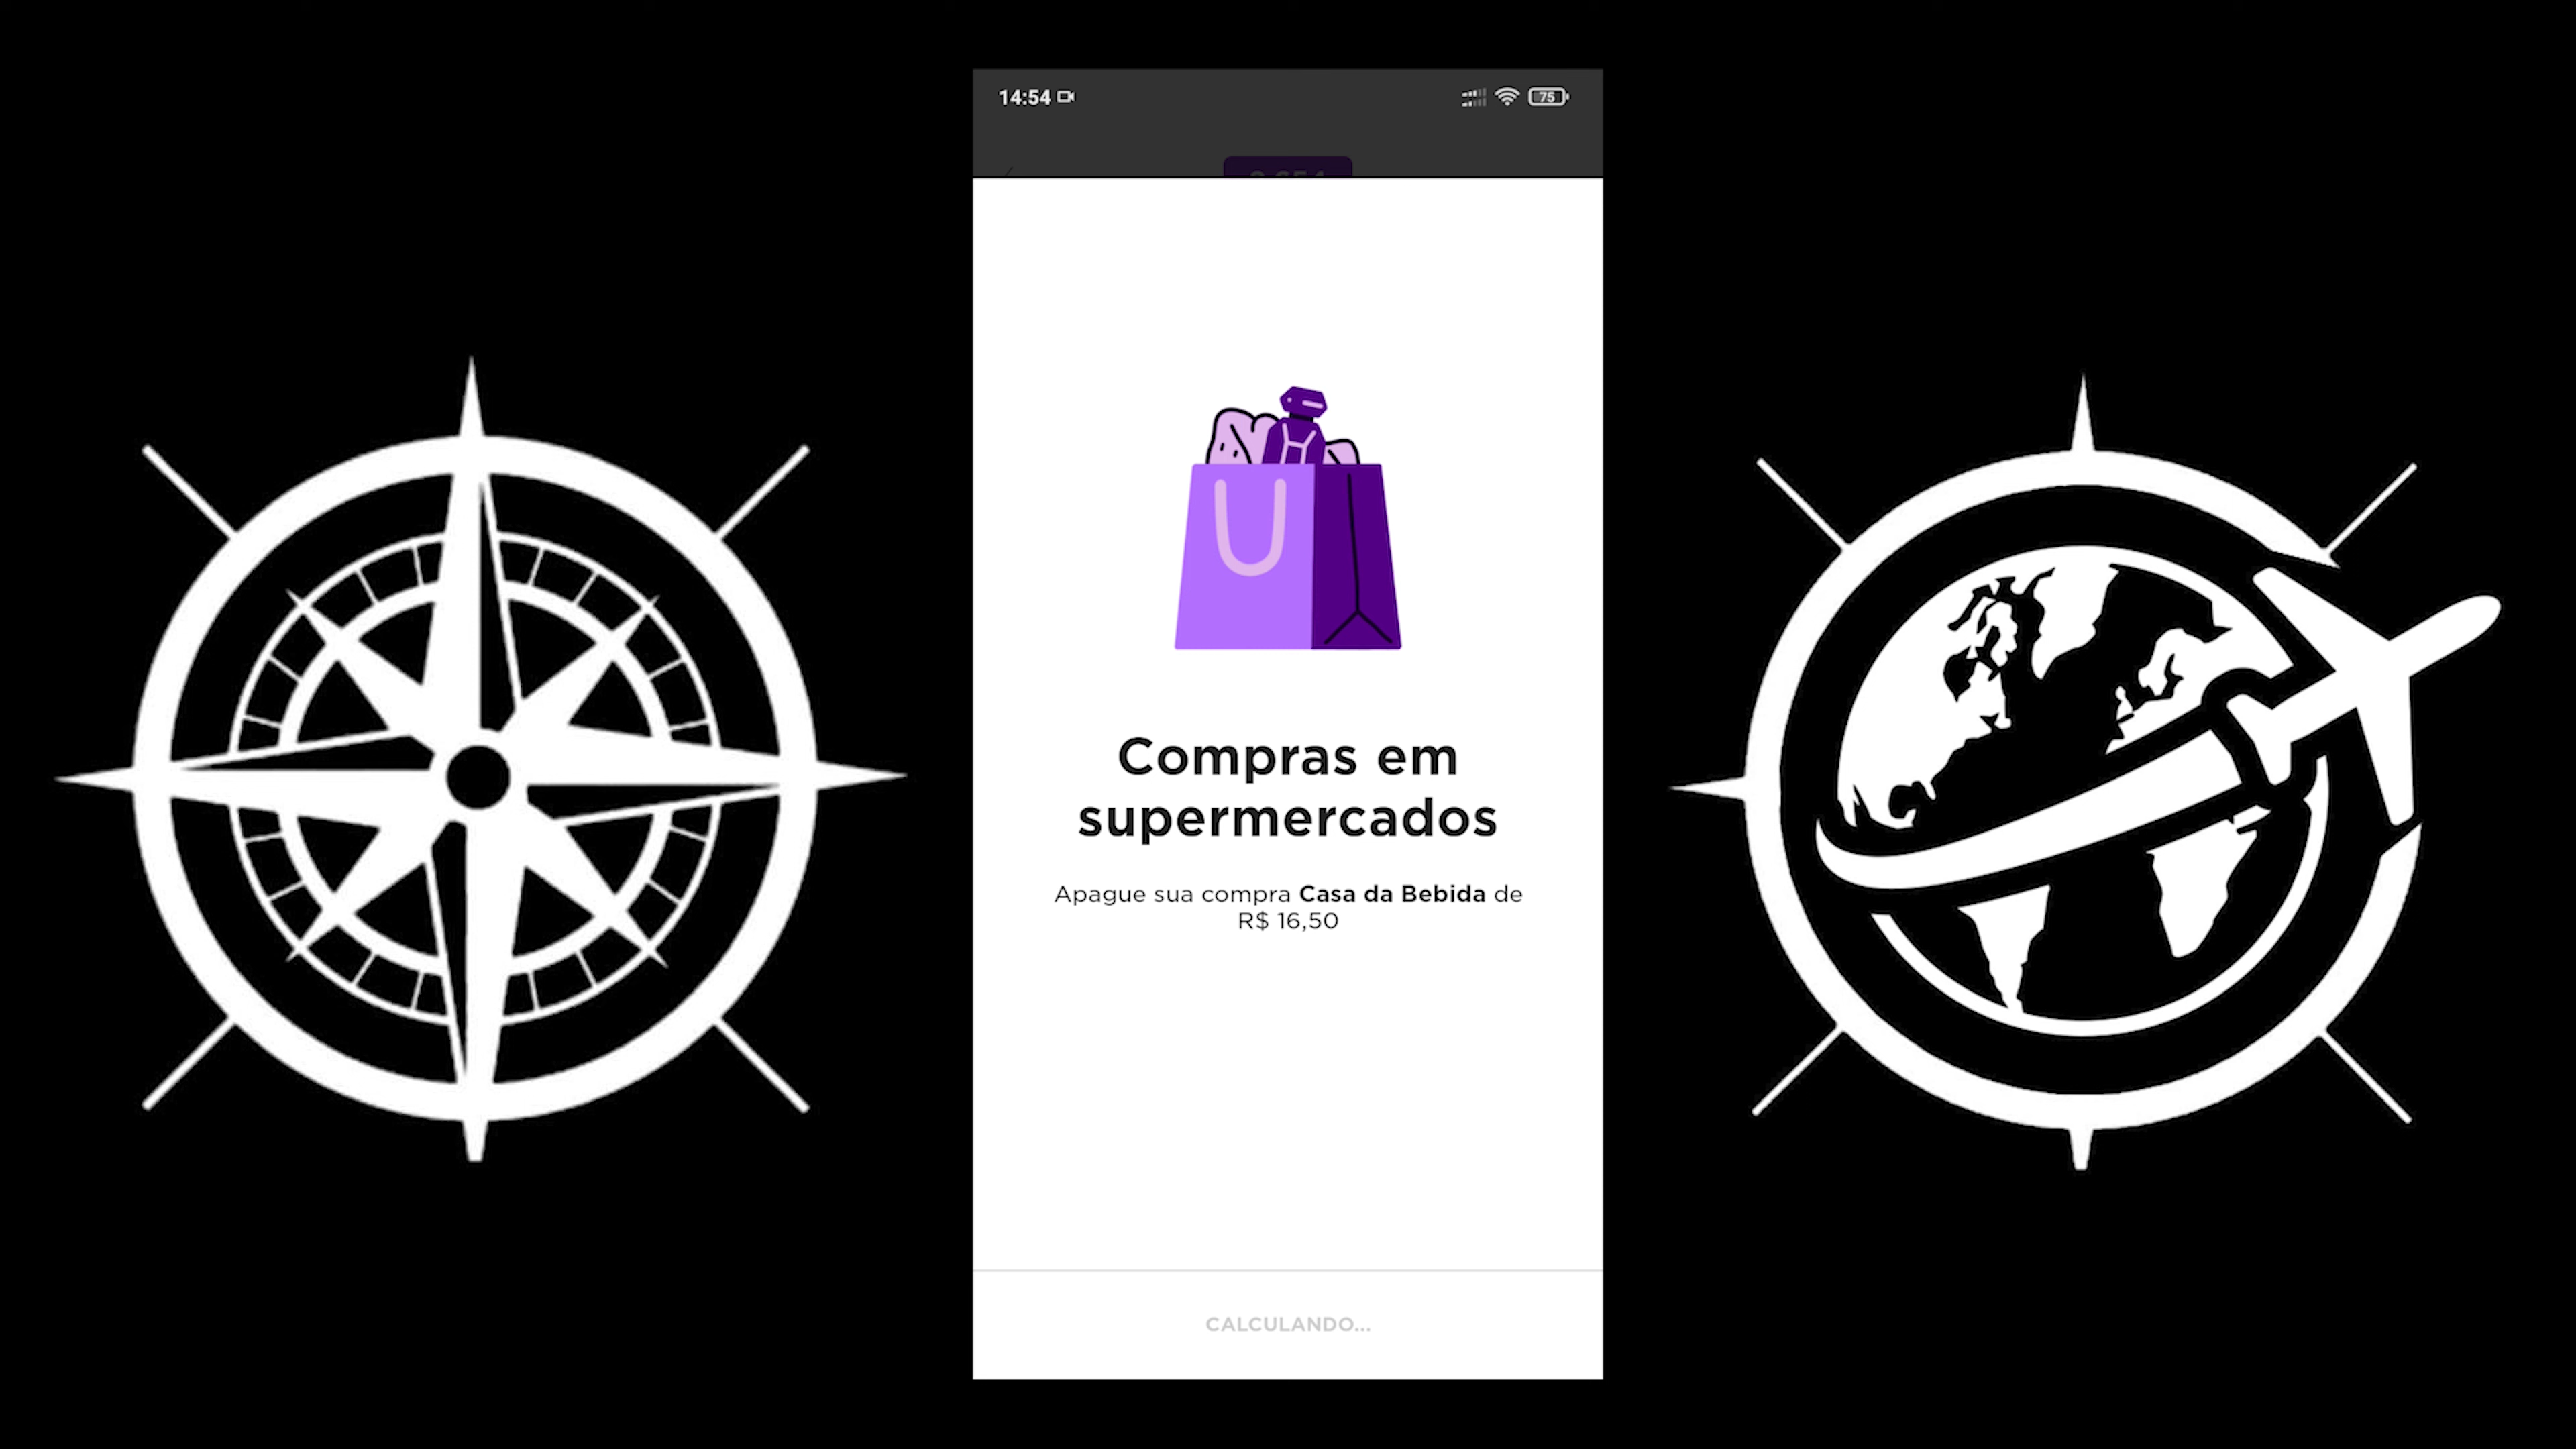 14:54
75
Compras em
supermercados
Apague sua compra Casa da Bebida de
R$ 16,50
CALCULANDO...